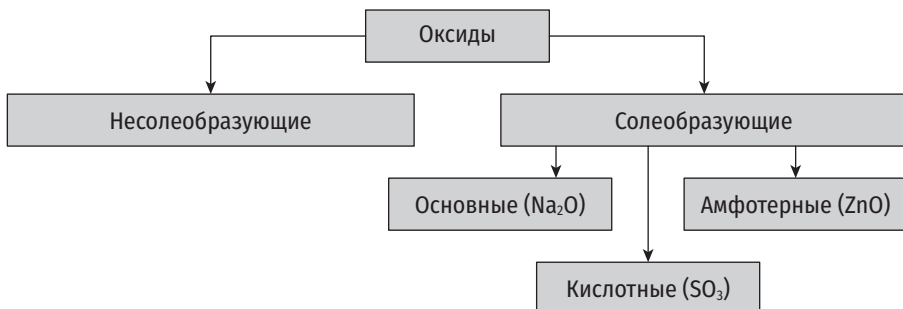 Оксиды
Несолеобразующие
Солеобразующие
Основные (Na₂O)
Амфотерные (ZnO)
Кислотные (SO₃)